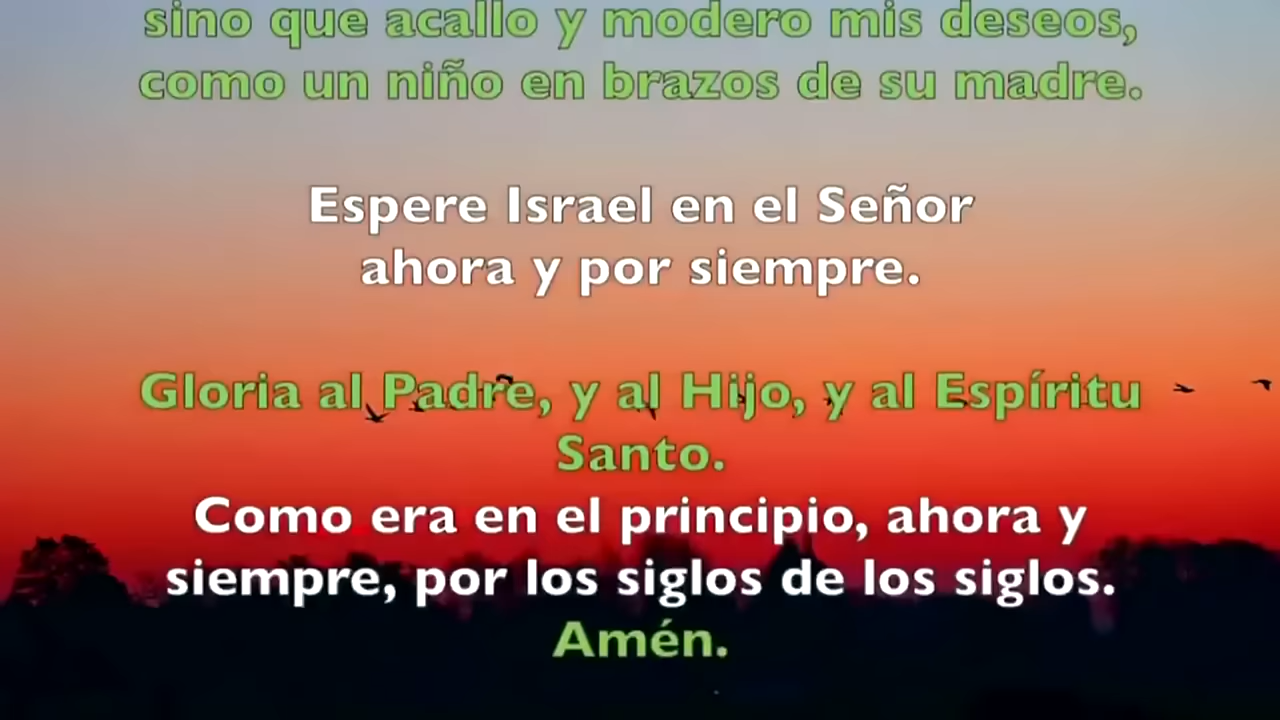 sino que acallo y modero mis deseos,
como un niño en brazos de su madre.
Espere Israel en el Señor
ahora y por siempre.
Gloria al Padre, y al Hijo, y al Espíritu
Santo.
Como era en el principio, ahora y
siempre, por los siglos de los siglos.
Amén.